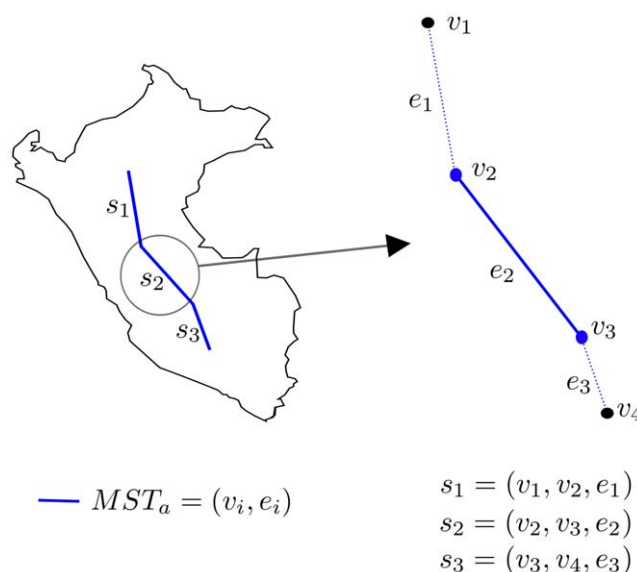 v₁
e₁
v₂
s₁
s₂
e₂
s₃
v₃
e₃
v₄
MSTₐ = (vᵢ, eᵢ)
s₁ = (v₁, v₂, e₁)
s₂ = (v₂, v₃, e₂)
s₃ = (v₃, v₄, e₃)